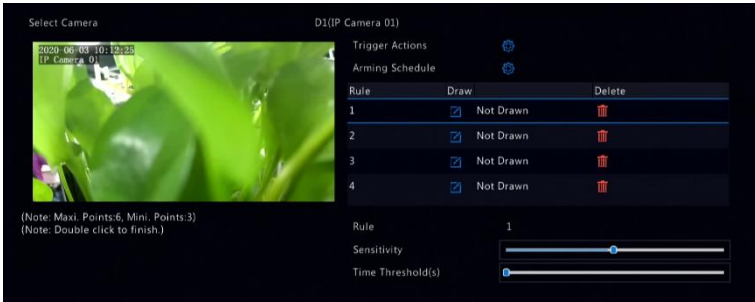 Select Camera D1(IP Camera 01)
2020-06-03 10:12:25
IP Camera 01
Trigger Actions
Arming Schedule
Rule Draw Delete
1 Not Drawn
2 Not Drawn
3 Not Drawn
4 Not Drawn
(Note: Maxi. Points:6, Mini. Points:3)
(Note: Double click to finish.)
Rule 1
Sensitivity
Time Threshold(s)